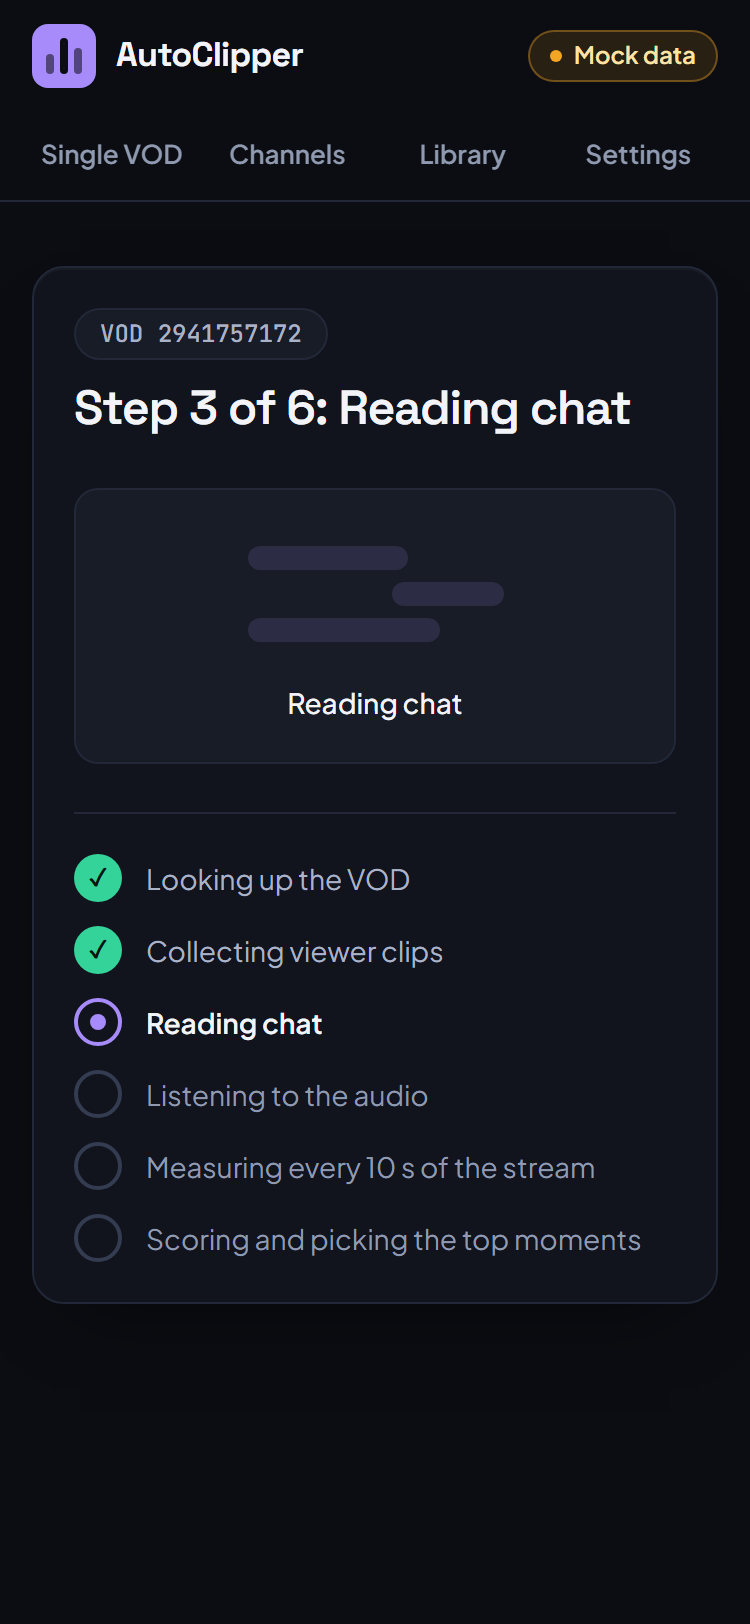 AutoClipper
Mock data
Single VOD
Channels
Library
Settings
VOD 2941757172
Step 3 of 6: Reading chat
Reading chat
Looking up the VOD
Collecting viewer clips
Reading chat
Listening to the audio
Measuring every 10 s of the stream
Scoring and picking the top moments